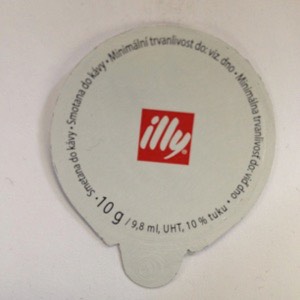 Smetana do kávy • Smotana do kávy • Minimální trvanlivost do: viz. dno • Minimálna trvanlivosť do: viď dno •
illy
10 g / 9,8 ml, UHT, 10 % tuku •